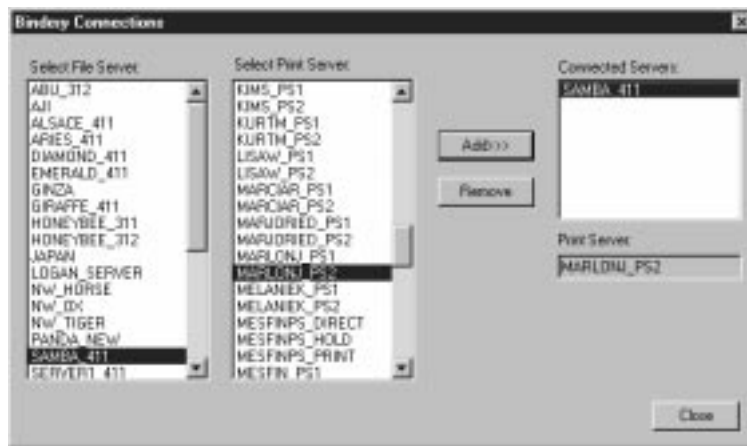 Bindery Connections
Select File Server:
ABU_312
AJI
ALSACE_411
ARIES_411
DIAMOND_411
EMERALD_411
GINZA
GIRAFFE_411
HONEYBEE_311
HONEYBEE_312
JAPAN
LOGAN_SERVER
NW_HORSE
NW_OX
NW_TIGER
PANDA_NEW
SAMBA_411
SERVER1_411
Select Print Server:
KIMS_PS1
KIMS_PS2
KURTM_PS1
KURTM_PS2
LISAW_PS1
LISAW_PS2
MARCIAR_PS1
MARCIAR_PS2
MARJORIED_PS1
MARJORIED_PS2
MARLONJ_PS1
MARLONJ_PS2
MELANIEK_PS1
MELANIEK_PS2
MESFINPS_DIRECT
MESFINPS_HOLD
MESFINPS_PRINT
MESFIN_PS1
Add>>
Remove
Connected Servers:
SAMBA_411
Print Server:
MARLONJ_PS2
Close